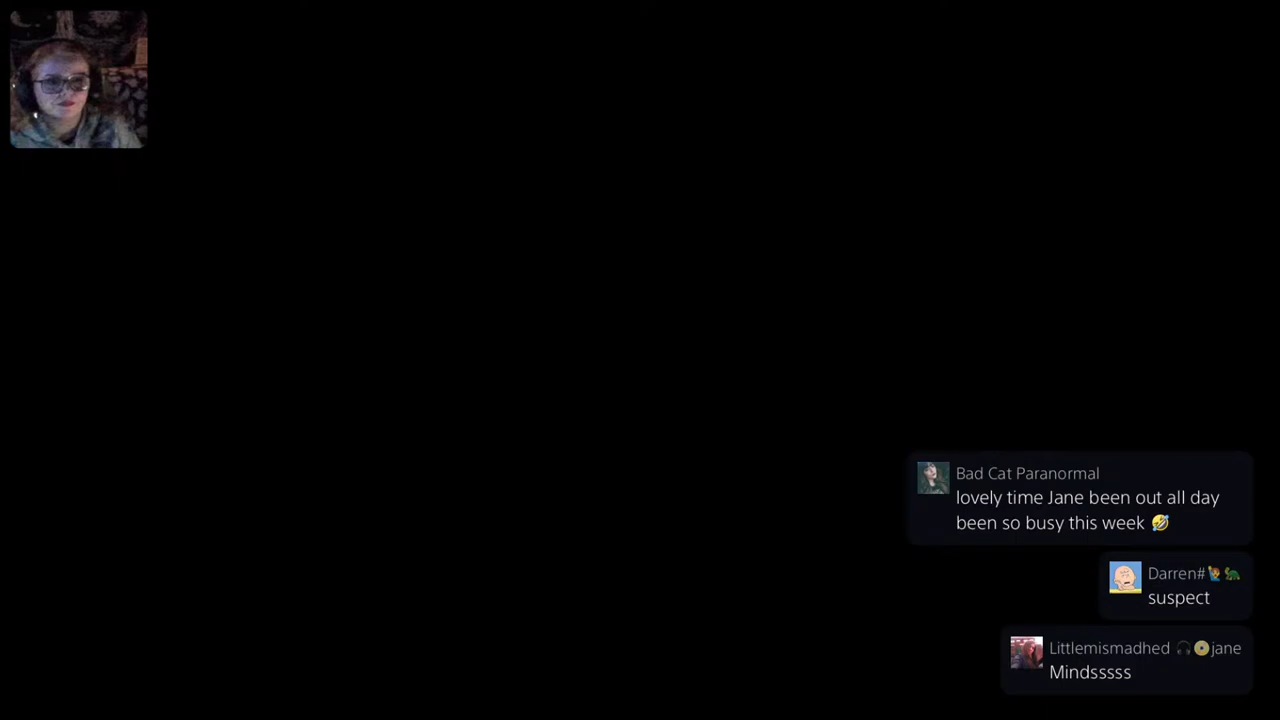 Bad Cat Paranormal
lovely time Jane been out all day
been so busy this week 🤣
Darren#🙋‍♂️🐢
suspect
Littlemismadhed 🎧📀jane
Mindsssss